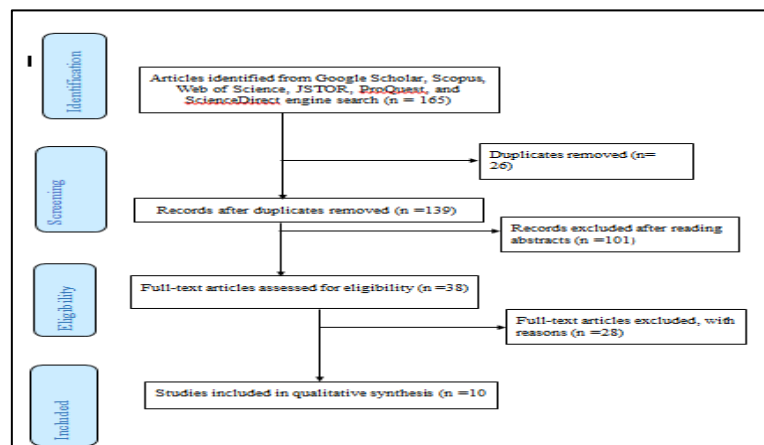 Identification
Articles identified from Google Scholar, Scopus,
Web of Science, JSTOR, ProQuest, and
ScienceDirect engine search (n = 165)
Duplicates removed (n=
26)
Screening
Records after duplicates removed (n =139)
Records excluded after reading
abstracts (n =101)
Eligibility
Full-text articles assessed for eligibility (n =38)
Full-text articles excluded, with
reasons (n =28)
Included
Studies included in qualitative synthesis (n =10